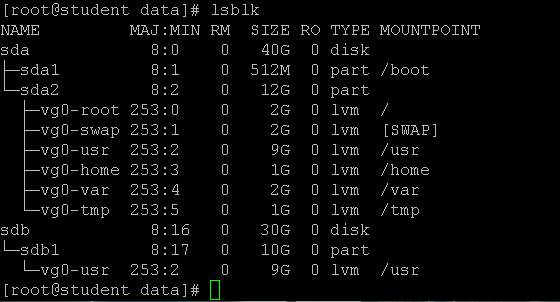 [root@student data]# lsblk
NAME        MAJ:MIN RM  SIZE RO TYPE MOUNTPOINT
sda           8:0    0   40G  0 disk
├─sda1        8:1    0  512M  0 part /boot
└─sda2        8:2    0   12G  0 part
  ├─vg0-root 253:0   0    2G  0 lvm  /
  ├─vg0-swap 253:1   0    2G  0 lvm  [SWAP]
  ├─vg0-usr  253:2   0    9G  0 lvm  /usr
  ├─vg0-home 253:3   0    1G  0 lvm  /home
  ├─vg0-var  253:4   0    2G  0 lvm  /var
  └─vg0-tmp  253:5   0    1G  0 lvm  /tmp
sdb           8:16   0   30G  0 disk
└─sdb1        8:17   0   10G  0 part
  └─vg0-usr  253:2   0    9G  0 lvm  /usr
[root@student data]#